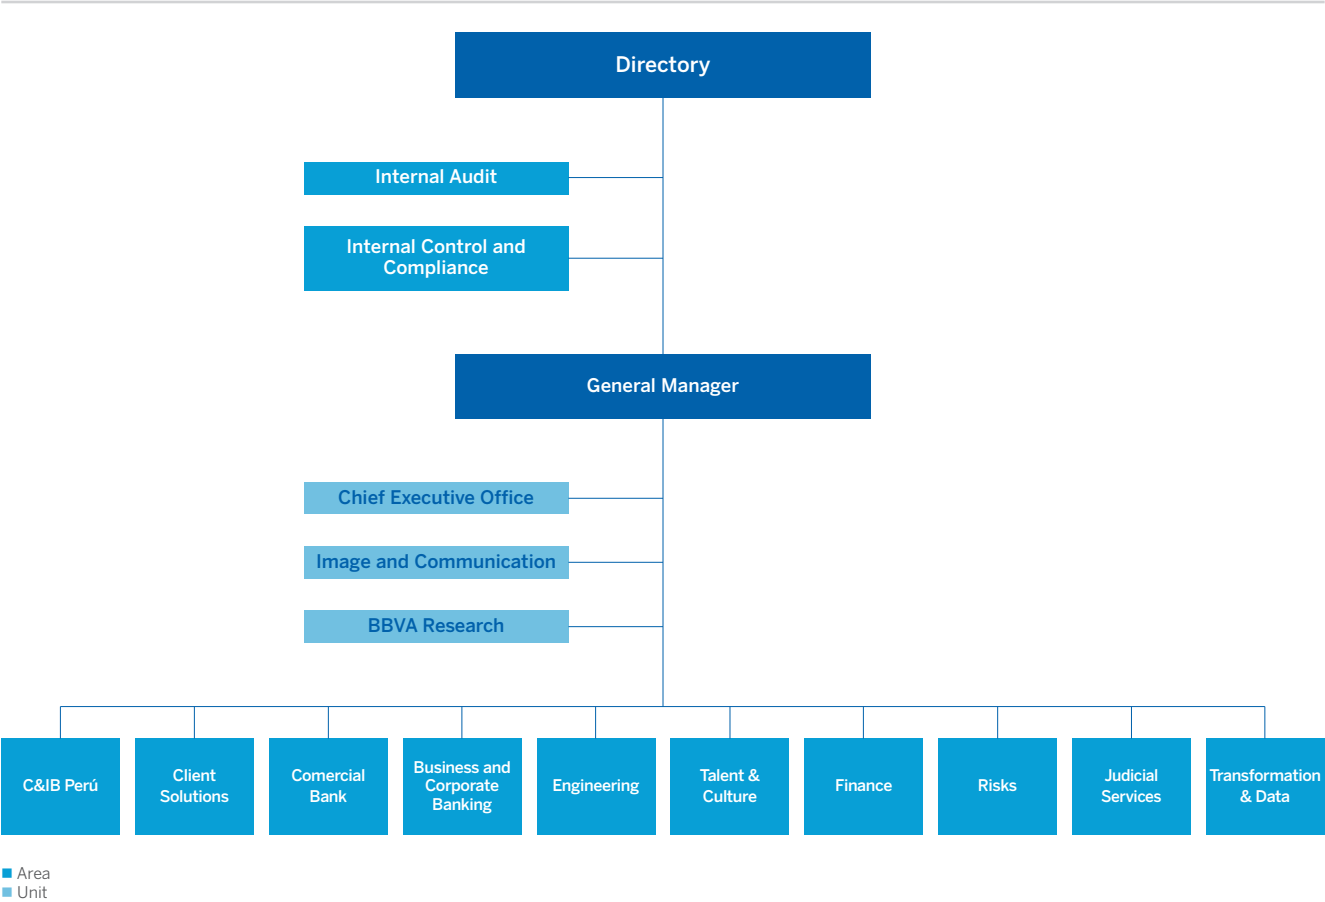 Directory
Internal Audit
Internal Control and
Compliance
General Manager
Chief Executive Office
Image and Communication
BBVA Research
C&IB Perú
Client
Solutions
Comercial
Bank
Business and
Corporate
Banking
Engineering
Talent &
Culture
Finance
Risks
Judicial
Services
Transformation
& Data
Area
Unit